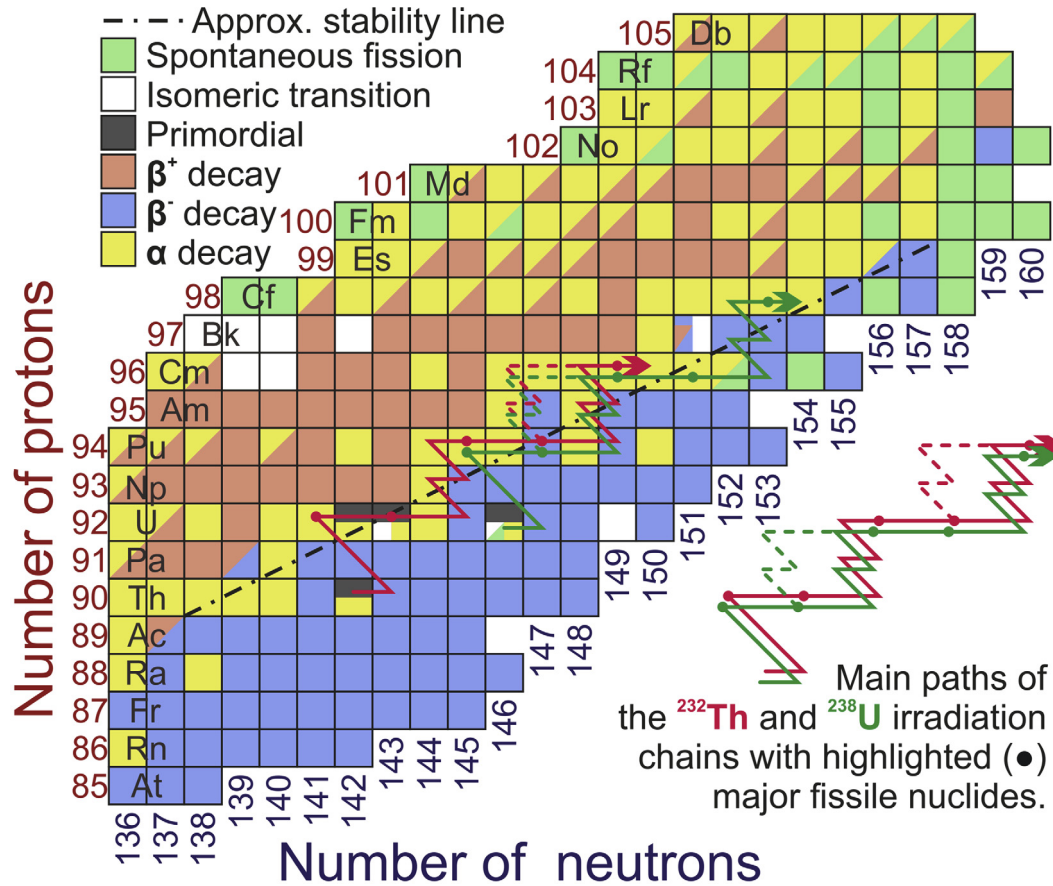 Approx. stability line
Spontaneous fission
Isomeric transition
Primordial
β⁺ decay
β⁻ decay
α decay
105 Db
104 Rf
103 Lr
102 No
101 Md
100 Fm
99 Es
98 Cf
97 Bk
96 Cm
95 Am
94 Pu
93 Np
92 U
91 Pa
90 Th
89 Ac
88 Ra
87 Fr
86 Rn
85 At
Number of protons
136
137
138
139
140
141
142
143
144
145
146
147
148
149
150
151
152
153
154
155
156
157
158
159
160
Number of neutrons
Main paths of
the ²³²Th and ²³⁸U irradiation
chains with highlighted (●)
major fissile nuclides.